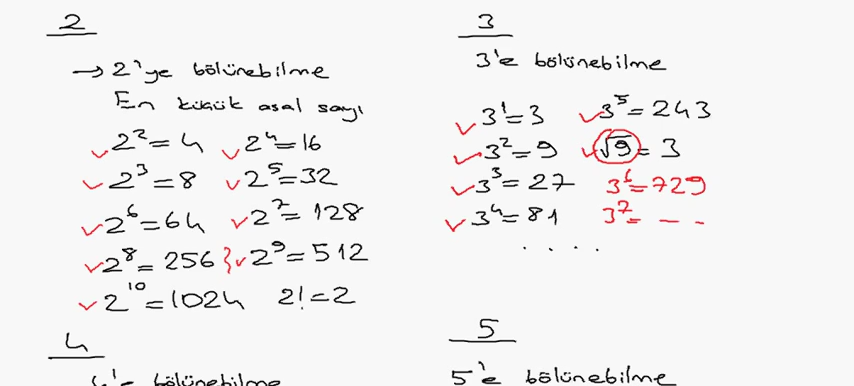 2
→ 2'ye bölünebilme
En küçük asal sayı
2² = 4 2⁴ = 16
2³ = 8 2⁵ = 32
2⁶ = 64 2⁷ = 128
2⁸ = 256 } 2⁹ = 512
2¹⁰ = 1024 2! = 2
3
3'e bölünebilme
3¹ = 3 3⁵ = 243
3² = 9 √9 = 3
3³ = 27 3⁶ = 729
3⁴ = 81 3⁷ = – – -
. . . .
4
4'e bölünebilme
5
5'e bölünebilme